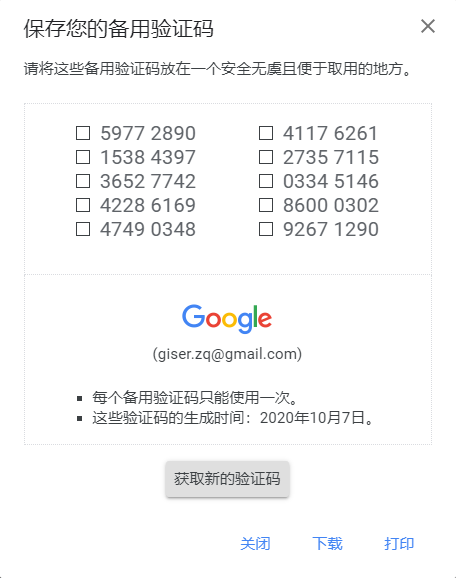 保存您的备用验证码
请将这些备用验证码放在一个安全无虞且便于取用的地方。
5977 2890 4117 6261
1538 4397 2735 7115
3652 7742 0334 5146
4228 6169 8600 0302
4749 0348 9267 1290
Google
(giser.zq@gmail.com)
每个备用验证码只能使用一次。
这些验证码的生成时间：2020年10月7日。
获取新的验证码
关闭 下载 打印